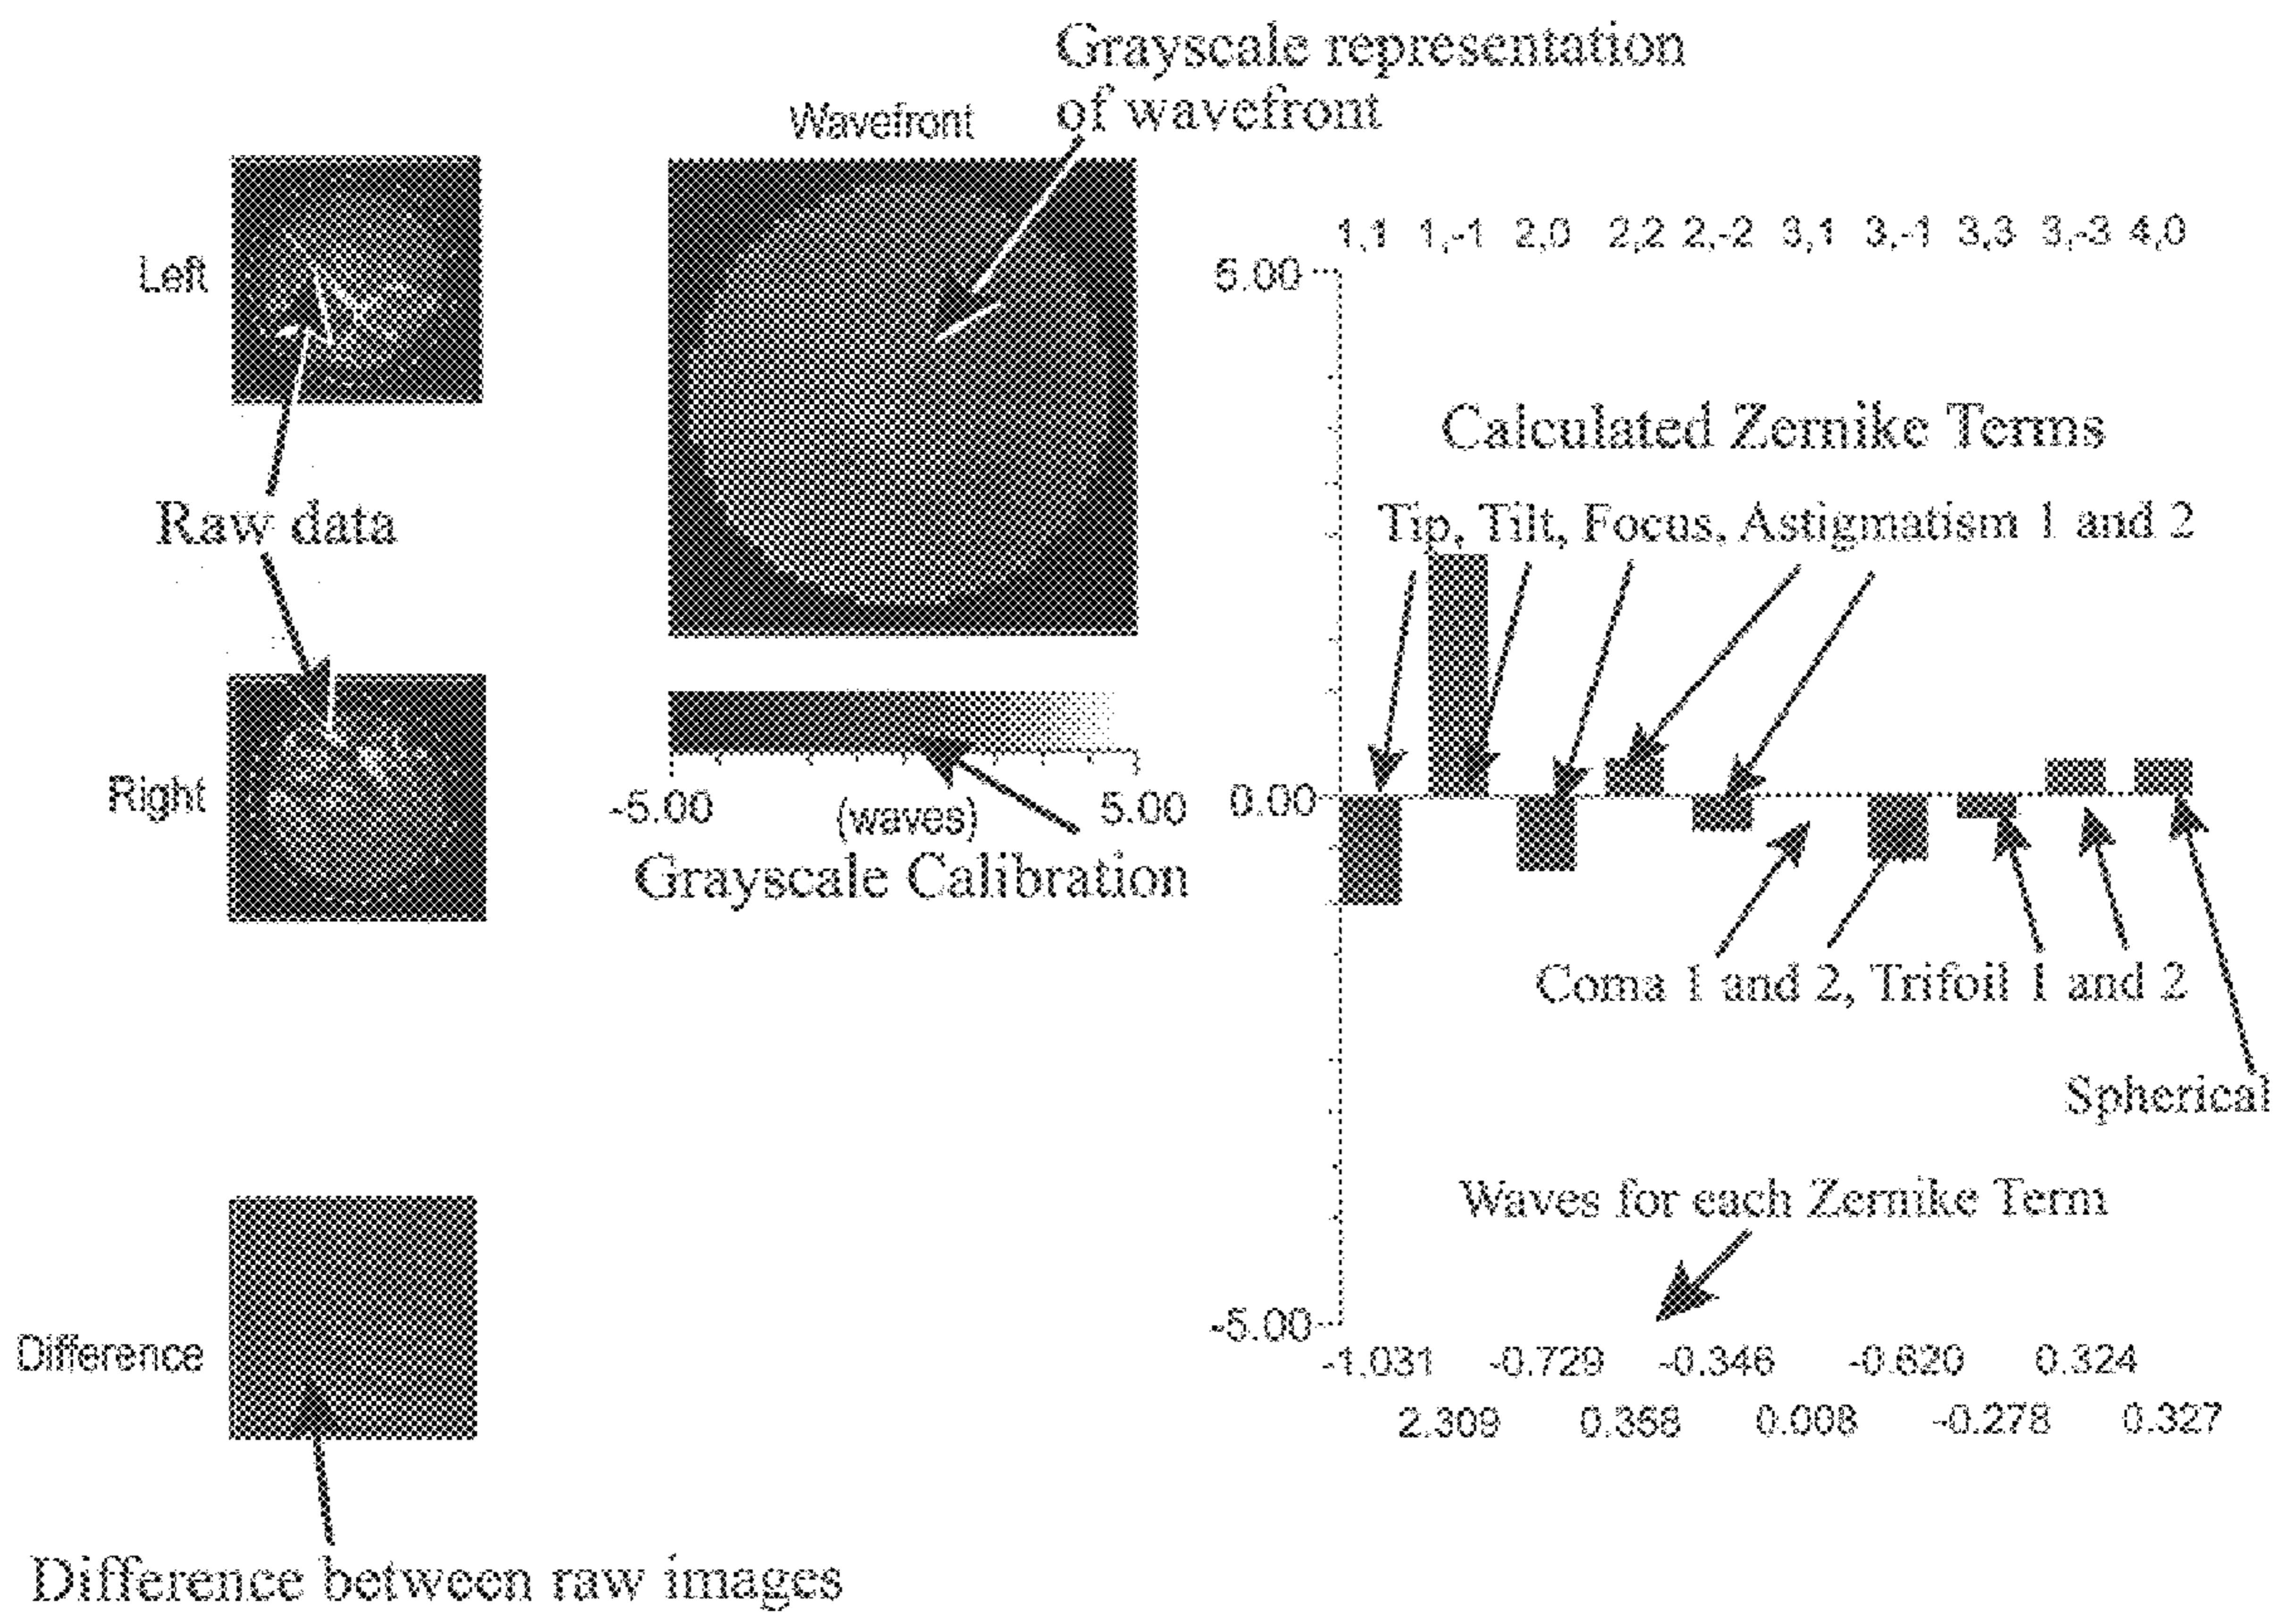 Grayscale representation
of wavefront
Wavefront
Left
Raw data
Right
-5.00 (waves) 5.00
Grayscale Calibration
Difference
Difference between raw images
1,1 1,-1 2,0 2,2 2,-2 3,1 3,-1 3,3 3,-3 4,0
5.00
Calculated Zernike Terms
Tip, Tilt, Focus, Astigmatism 1 and 2
0.00
Coma 1 and 2, Trifoil 1 and 2
Spherical
Waves for each Zernike Term
-5.00
-1.031 -0.729 -0.346 -0.620 0.324
2.309 0.358 0.008 -0.278 0.327